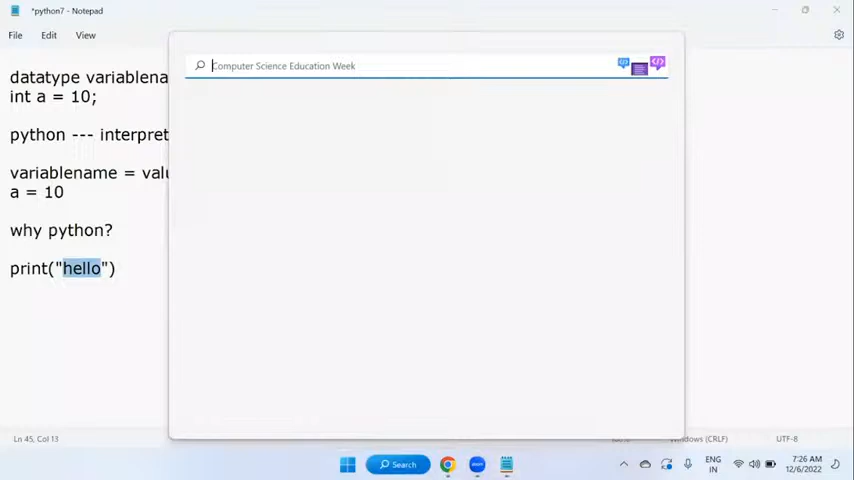 *python7 - Notepad
File Edit View
Computer Science Education Week
datatype variablena
int a = 10;
python --- interpret
variablename = valu
a = 10
why python?
print("hello")
Ln 45, Col 13
Windows (CRLF)
UTF-8
Search
zoom
ENG
IN
7:26 AM
12/6/2022